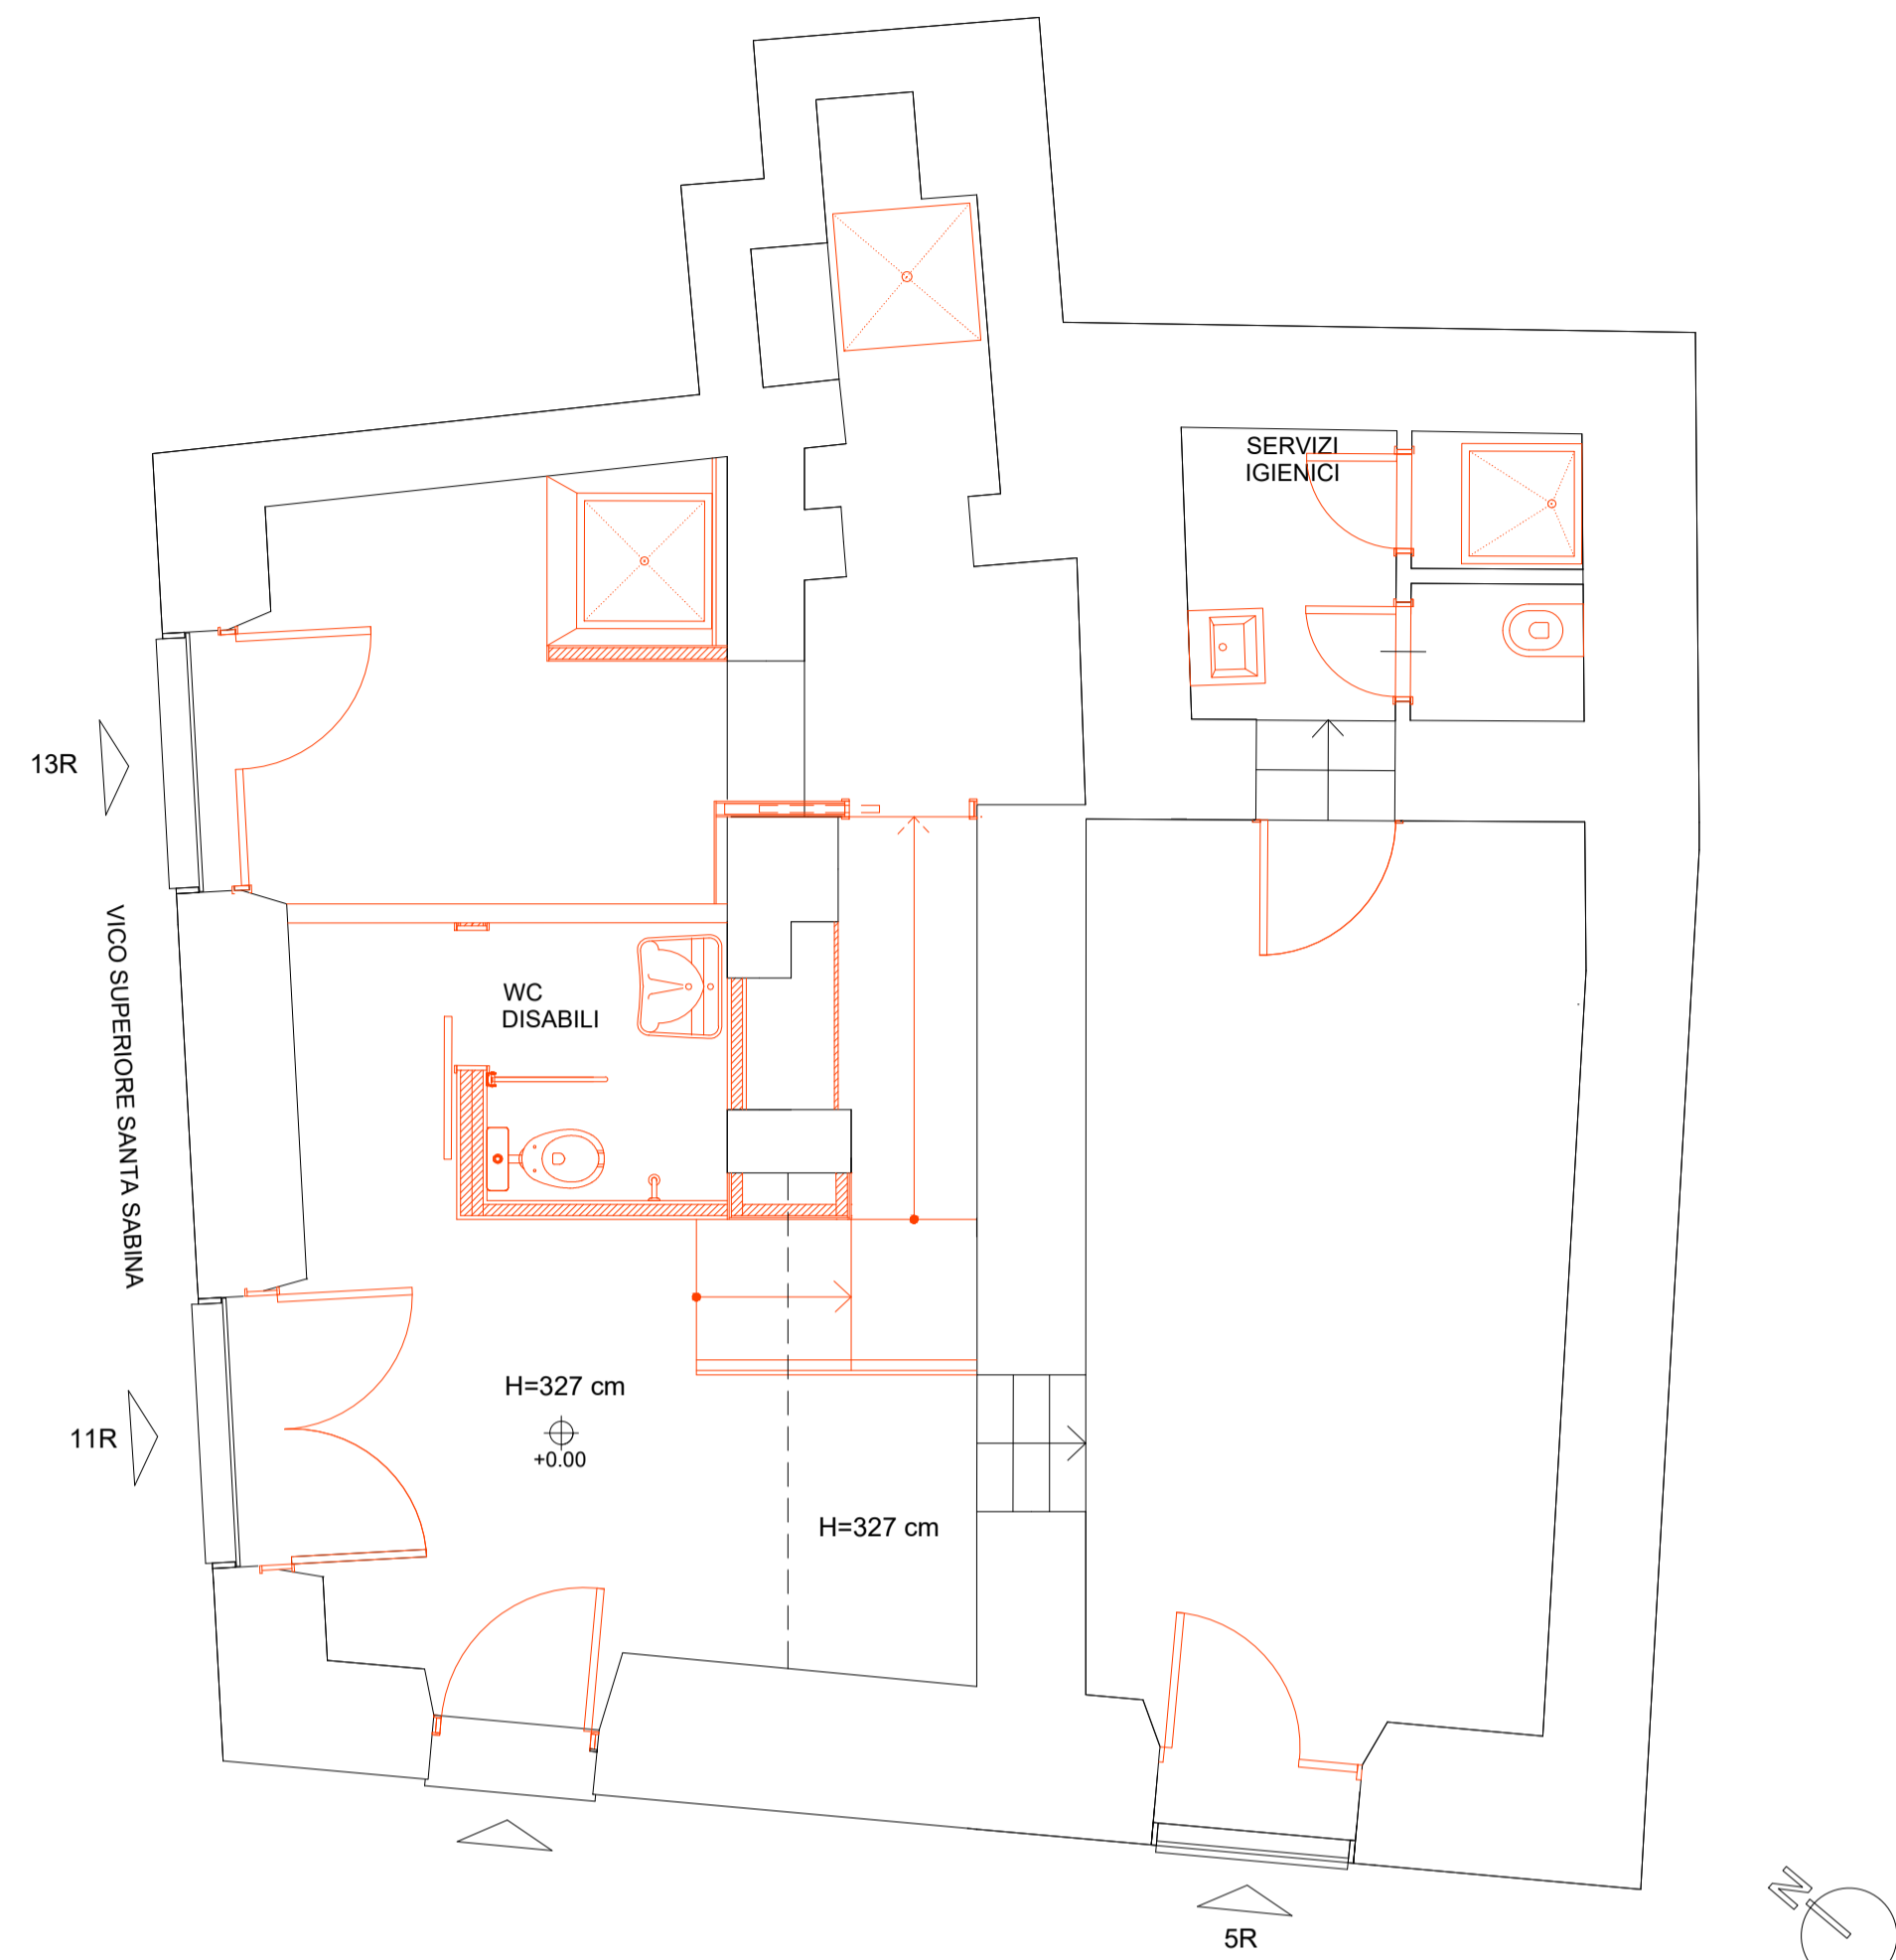 SERVIZI
IGIENICI
13R
VICO SUPERIORE SANTA SABINA
WC
DISABILI
H=327 cm
11R
+0.00
H=327 cm
5R
N